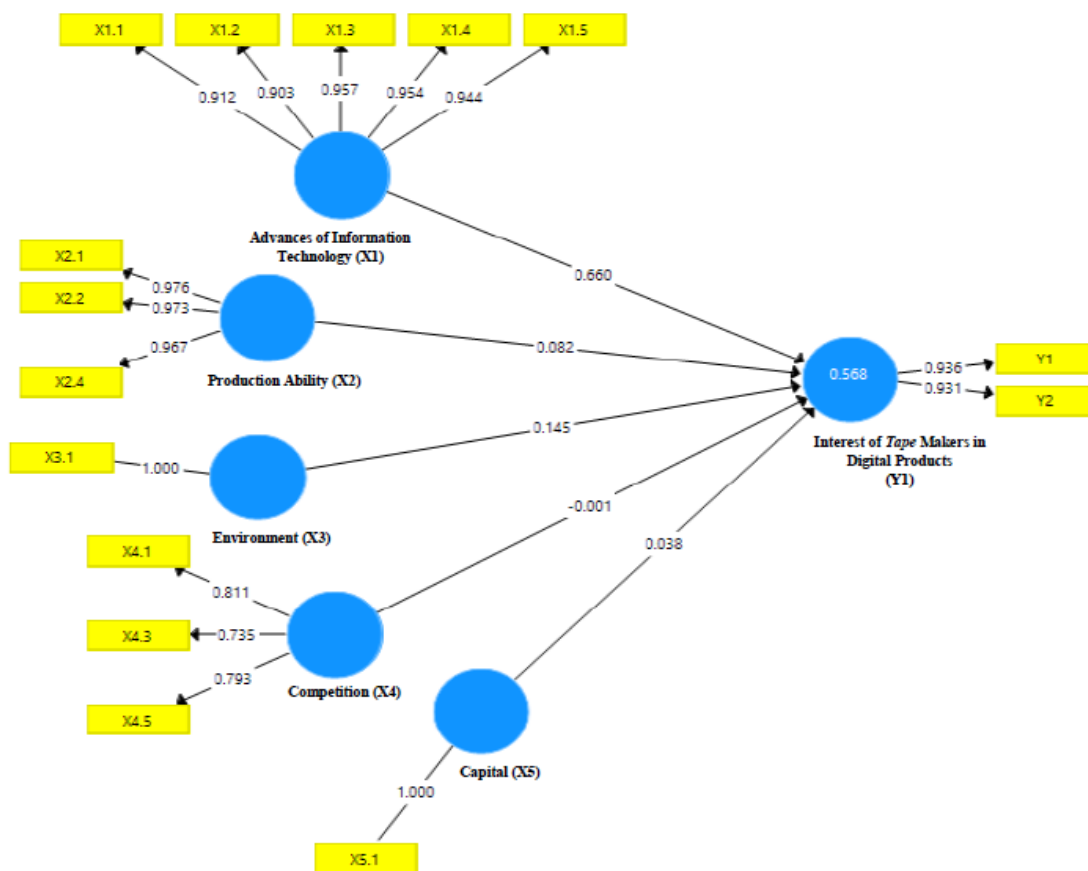 X1.1 X1.2 X1.3 X1.4 X1.5
0.912 0.903 0.957 0.954 0.944
Advances of Information
Technology (X1)
0.660
X2.1
X2.2
X2.4
0.976
0.973
0.967
Production Ability (X2)
0.082
X3.1
1.000
Environment (X3)
0.145
X4.1
X4.3
X4.5
0.811
0.735
0.793
Competition (X4)
-0.001
X5.1
1.000
Capital (X5)
0.038
0.568
Interest of Tape Makers in
Digital Products
(Y1)
0.936
0.931
Y1
Y2